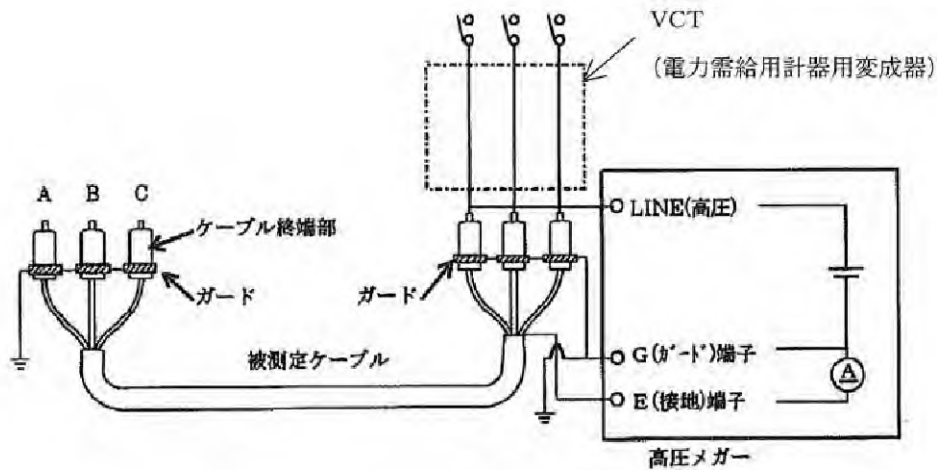 VCT
（電力需給用計器用変成器）
A B C
ケーブル終端部
ガード
ガード
被測定ケーブル
LINE(高圧)
G(ガード)端子
A
E(接地)端子
高圧メガー